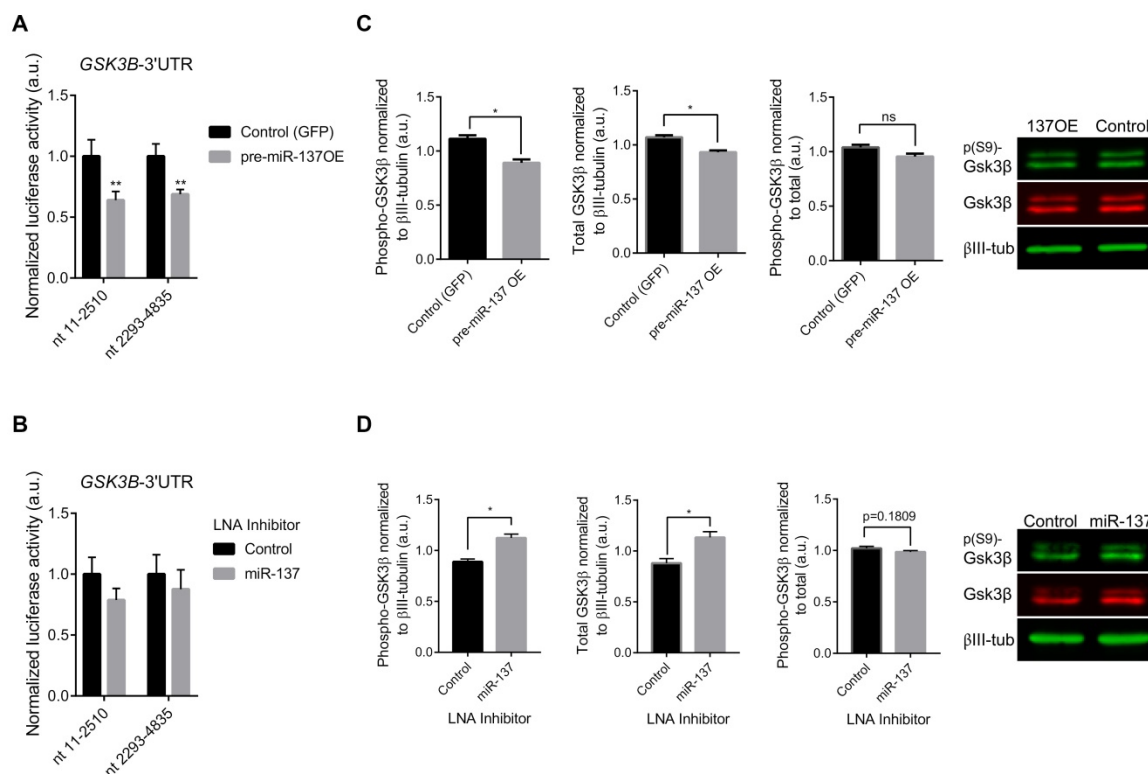 A
GSK3B-3'UTR
Normalized luciferase activity (a.u.)
1.5
1.0
0.5
0.0
nt 11-2510
nt 2293-4835
**
**
Control (GFP)
pre-miR-137OE
C
Phospho-GSK3β normalized
to βIII-tubulin (a.u.)
1.5
1.0
0.5
0.0
*
Control (GFP)
pre-miR-137 OE
Total GSK3β normalized
to βIII-tubulin (a.u.)
1.5
1.0
0.5
0.0
*
Control (GFP)
pre-miR-137 OE
Phospho-GSK3β normalized
to total (a.u.)
1.5
1.0
0.5
0.0
ns
Control (GFP)
pre-miR-137 OE
137OE Control
p(S9)-
Gsk3β
Gsk3β
βIII-tub
B
GSK3B-3'UTR
Normalized luciferase activity (a.u.)
1.5
1.0
0.5
0.0
nt 11-2510
nt 2293-4835
LNA Inhibitor
Control
miR-137
D
Phospho-GSK3β normalized
to βIII-tubulin (a.u.)
1.5
1.0
0.5
0.0
*
Control
miR-137
LNA Inhibitor
Total GSK3β normalized
to βIII-tubulin (a.u.)
1.5
1.0
0.5
0.0
*
Control
miR-137
LNA Inhibitor
Phospho-GSK3β normalized
to total (a.u.)
1.5
1.0
0.5
0.0
p=0.1809
Control
miR-137
LNA Inhibitor
Control miR-137
p(S9)-
Gsk3β
Gsk3β
βIII-tub